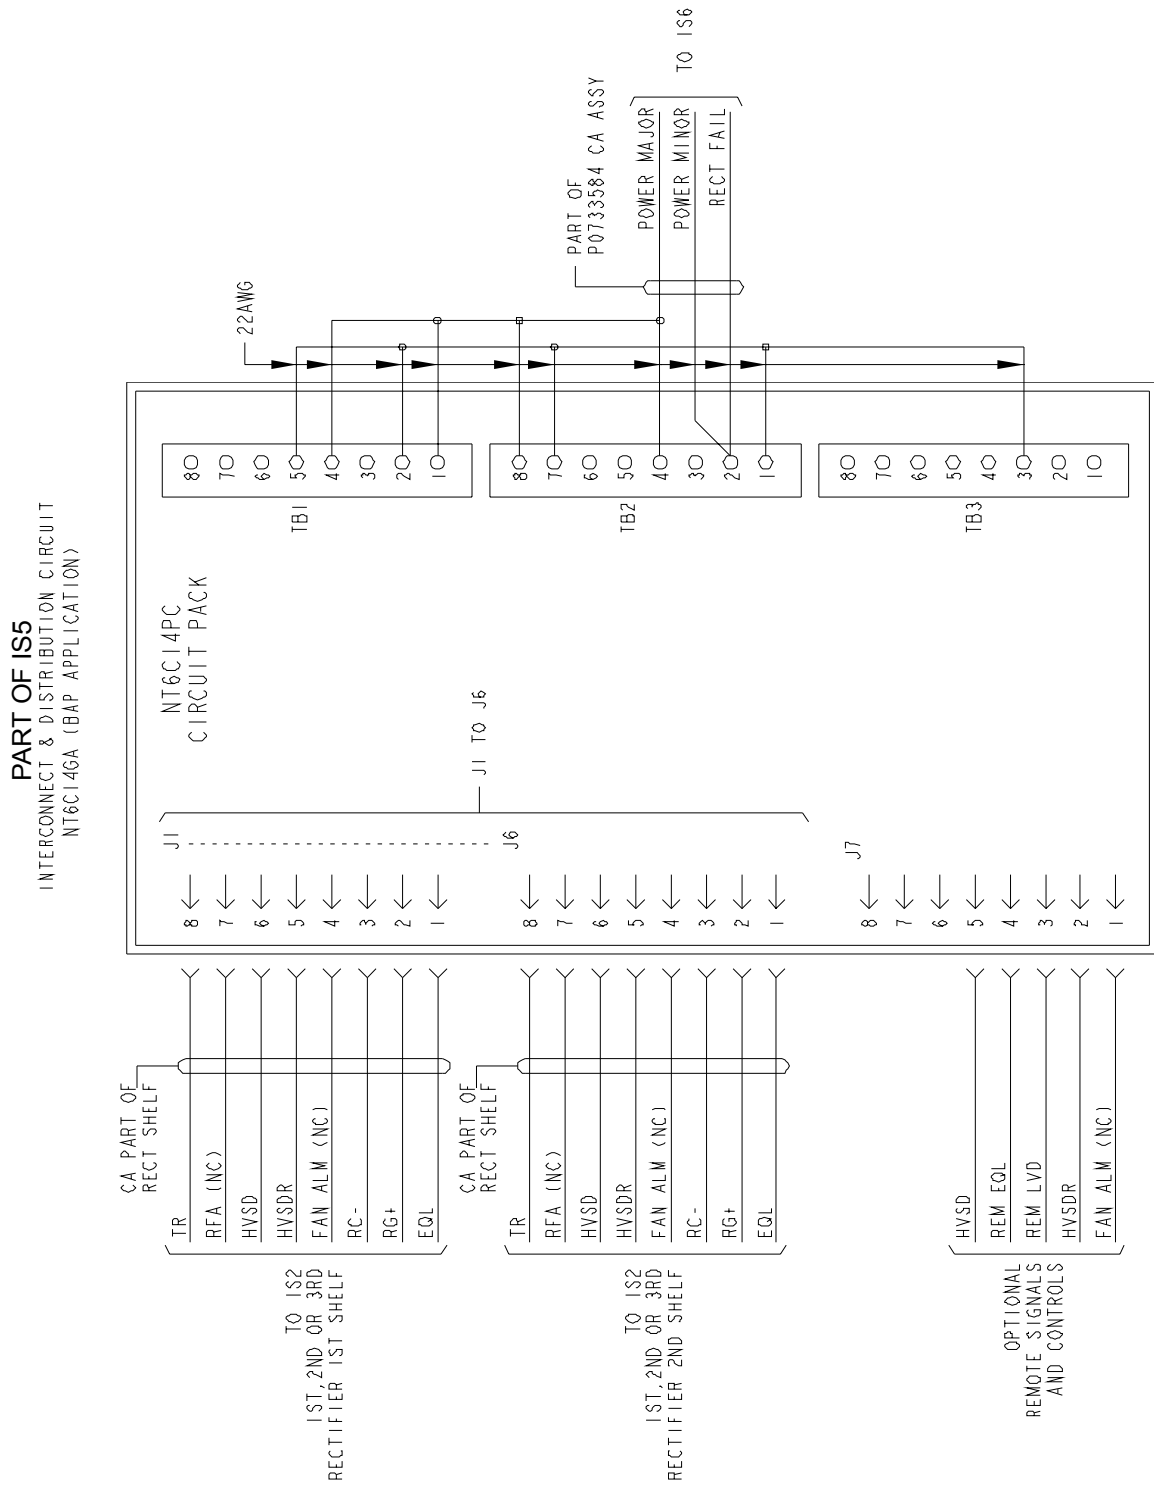 PART OF IS5
INTERCONNECT & DISTRIBUTION CIRCUIT
NT6C14GA (BAP APPLICATION)
TO IS2
1ST, 2ND OR 3RD
RECTIFIER 1ST SHELF
TR
RFA (NC)
HVSD
HVSDR
FAN ALM (NC)
RC-
RG+
EQL
CA PART OF
RECT SHELF
8
7
6
5
4
3
2
1
J1
TO IS2
1ST, 2ND OR 3RD
RECTIFIER 2ND SHELF
TR
RFA (NC)
HVSD
HVSDR
FAN ALM (NC)
RC-
RG+
EQL
CA PART OF
RECT SHELF
8
7
6
5
4
3
2
1
J6
J1 TO J6
OPTIONAL
REMOTE SIGNALS
AND CONTROLS
HVSD
REM EQL
REM LVD
HVSDR
FAN ALM (NC)
8
7
6
5
4
3
2
1
J7
NT6C14PC
CIRCUIT PACK
TB1
8
7
6
5
4
3
2
1
TB2
8
7
6
5
4
3
2
1
TB3
8
7
6
5
4
3
2
1
22AWG
PART OF
P0733584 CA ASSY
POWER MAJOR
POWER MINOR
RECT FAIL
TO IS6